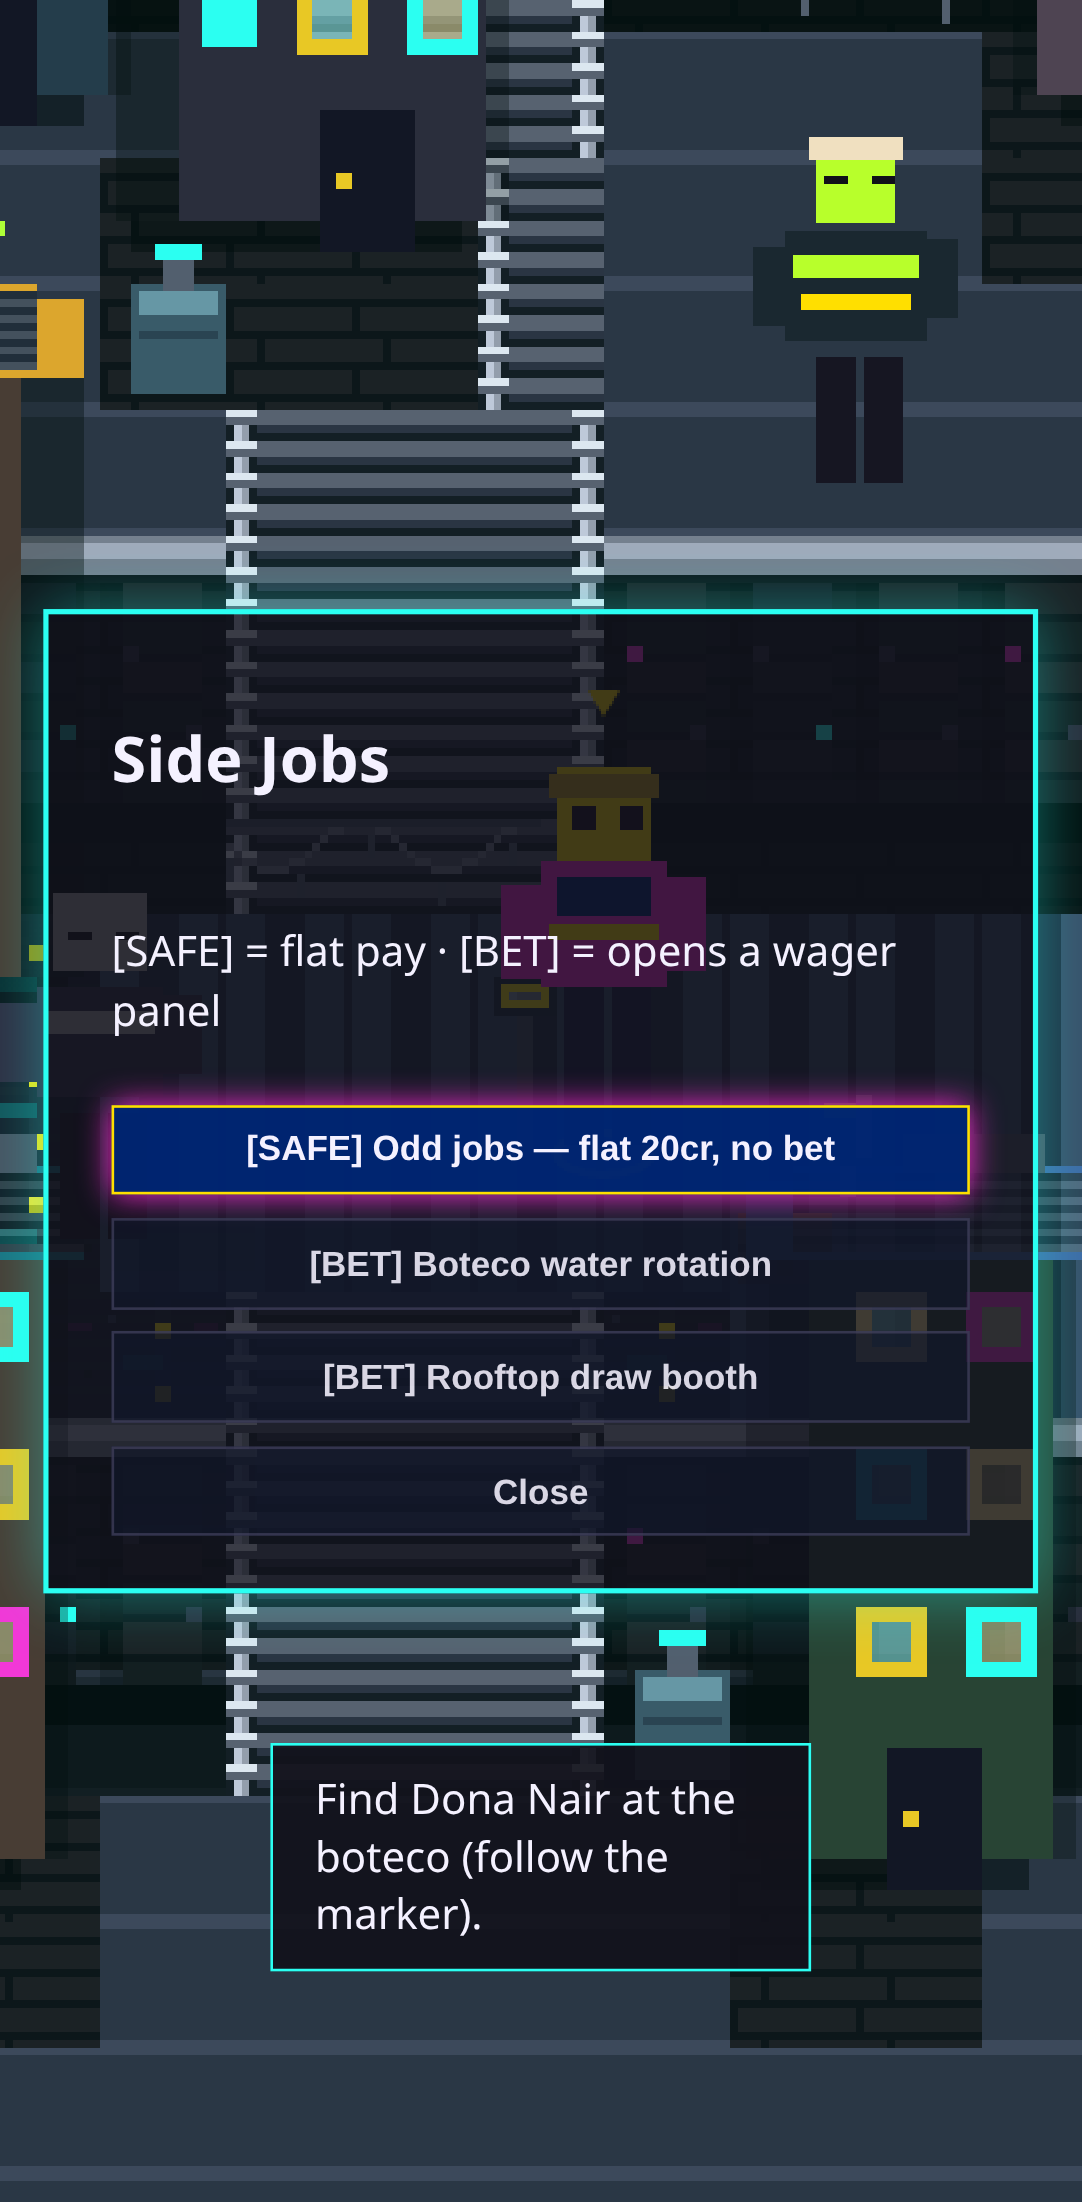 Side Jobs
[SAFE] = flat pay · [BET] = opens a wager
panel
[SAFE] Odd jobs — flat 20cr, no bet
[BET] Boteco water rotation
[BET] Rooftop draw booth
Close
Find Dona Nair at the
boteco (follow the
marker).